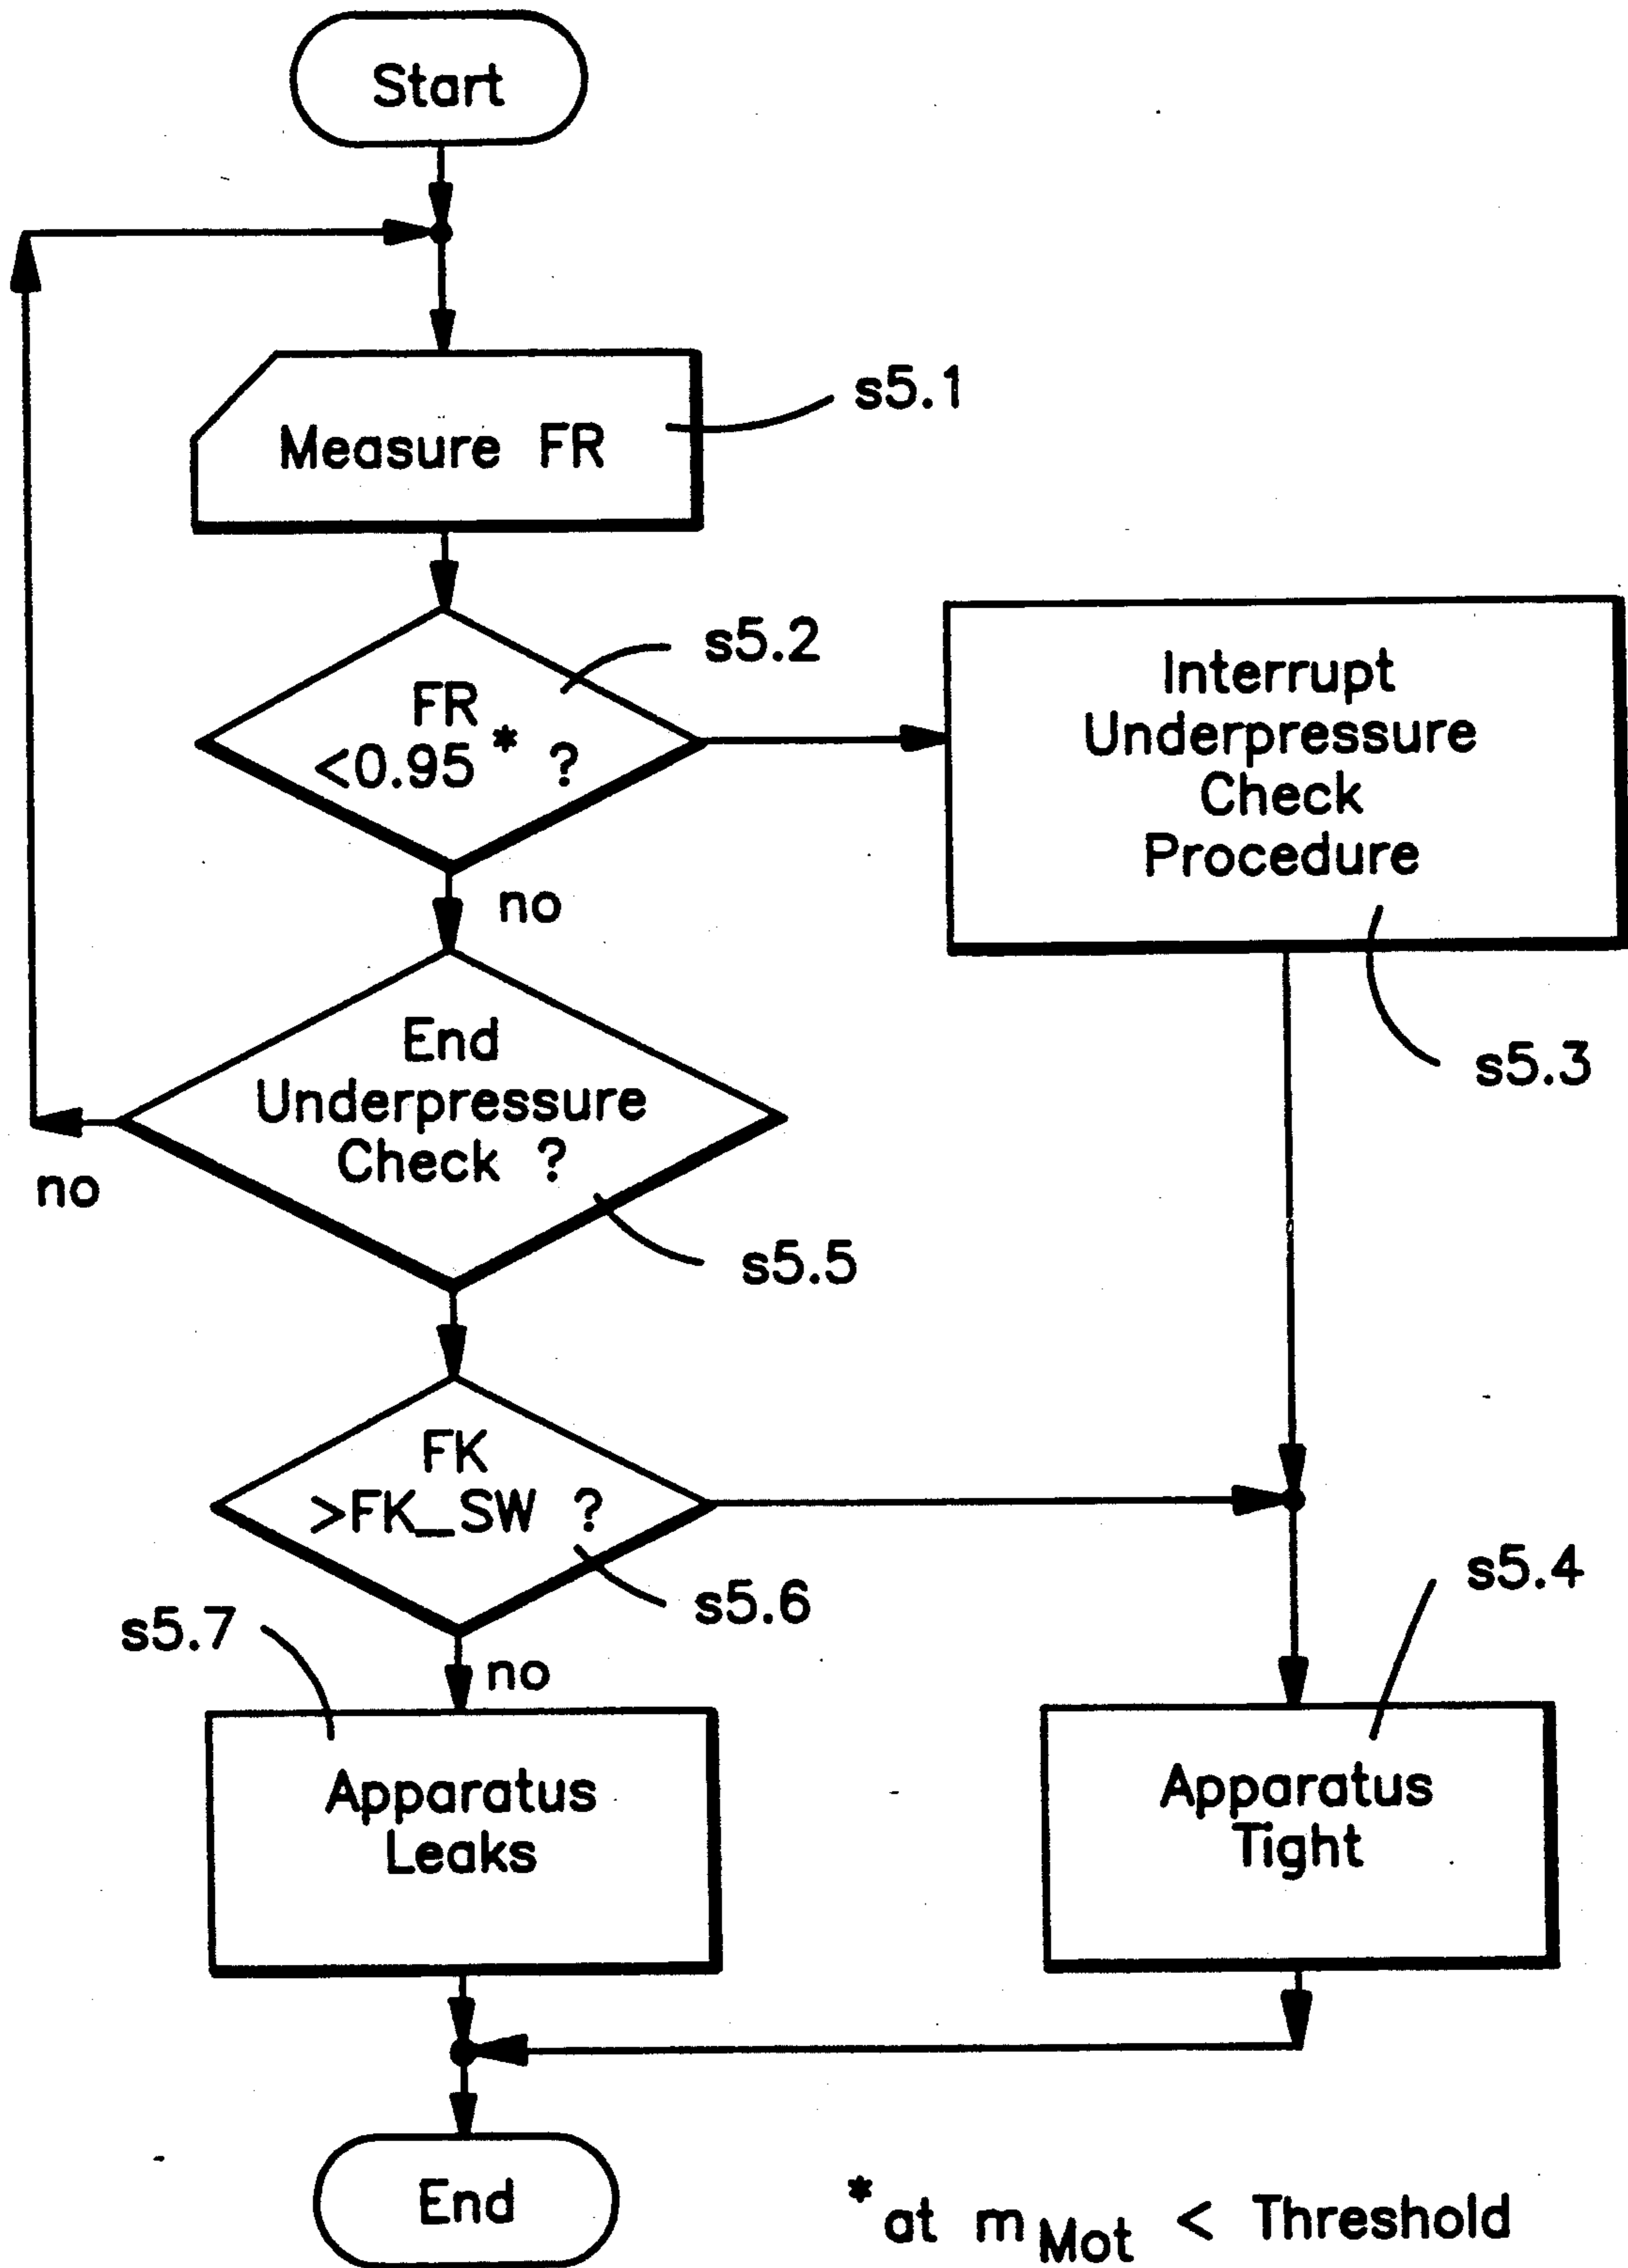 Start
s5.1
Measure FR
s5.2
FR
<0.95 * ?
no
Interrupt
Underpressure
Check
Procedure
s5.3
End
Underpressure
Check ?
no
s5.5
FK
>FK_SW ?
s5.6
no
s5.7
Apparatus
Leaks
s5.4
Apparatus
Tight
End
* at mMot < Threshold